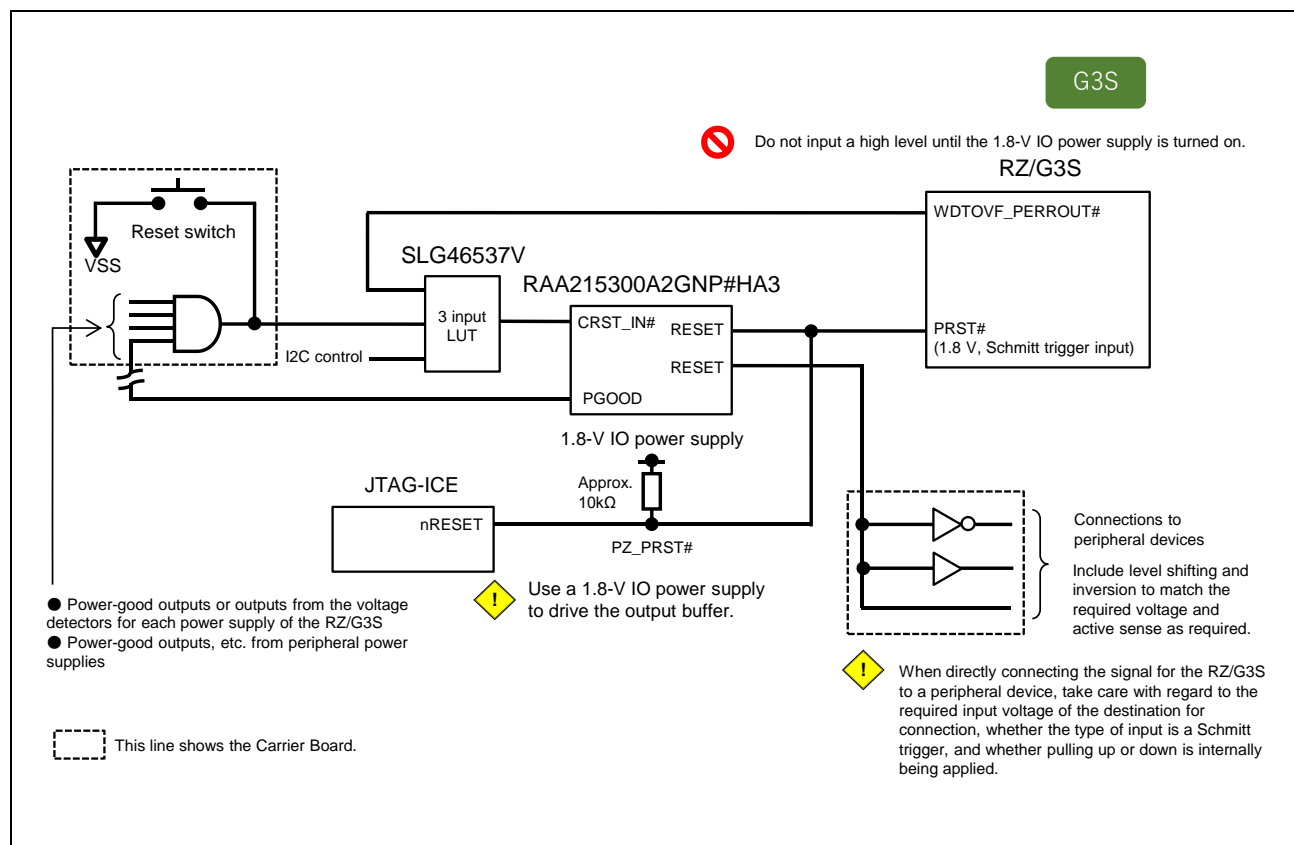 G3S
Do not input a high level until the 1.8-V IO power supply is turned on.
RZ/G3S
WDTOVF_PERROUT#
Reset switch
VSS
SLG46537V
RAA215300A2GNP#HA3
3 input
LUT
CRST_IN#
RESET
PRST#
(1.8 V, Schmitt trigger input)
I2C control
RESET
PGOOD
1.8-V IO power supply
JTAG-ICE
Approx.
10kΩ
nRESET
PZ_PRST#
Connections to
peripheral devices
Include level shifting and
inversion to match the
required voltage and
active sense as required.
!
Use a 1.8-V IO power supply
to drive the output buffer.
● Power-good outputs or outputs from the voltage
detectors for each power supply of the RZ/G3S
● Power-good outputs, etc. from peripheral power
supplies
!
When directly connecting the signal for the RZ/G3S
to a peripheral device, take care with regard to the
required input voltage of the destination for
connection, whether the type of input is a Schmitt
trigger, and whether pulling up or down is internally
being applied.
This line shows the Carrier Board.